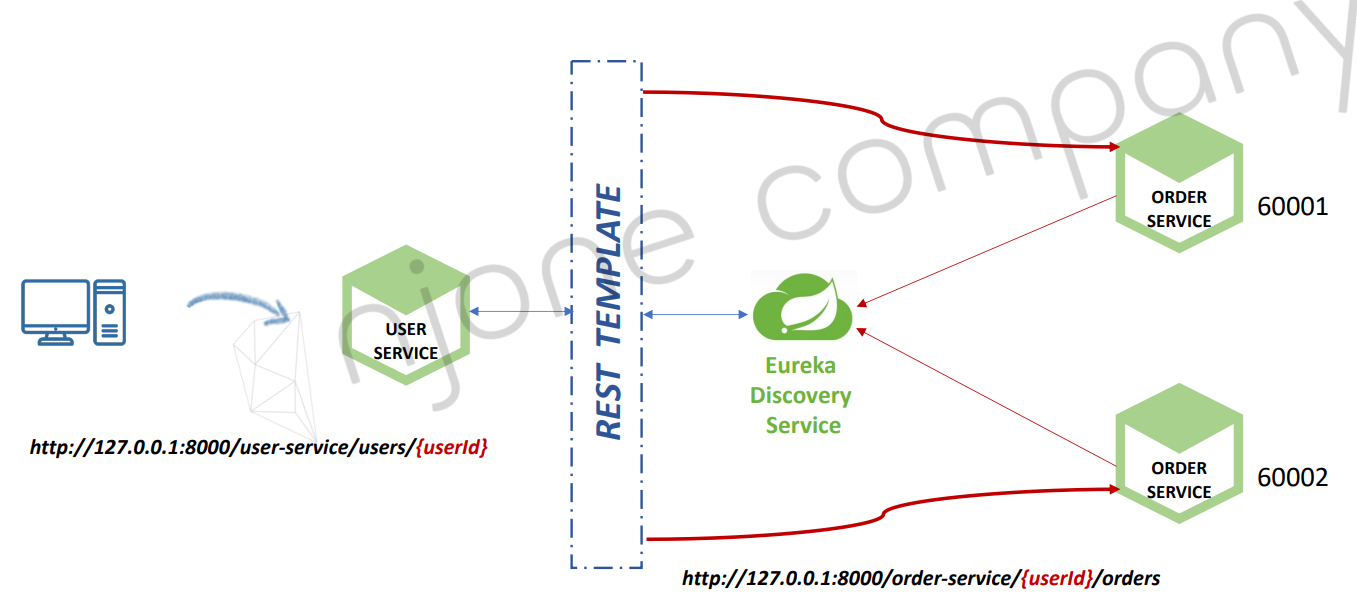 njone company
ORDER
SERVICE
60001
REST TEMPLATE
USER
SERVICE
Eureka
Discovery
Service
http://127.0.0.1:8000/user-service/users/{userId}
ORDER
SERVICE
60002
http://127.0.0.1:8000/order-service/{userId}/orders